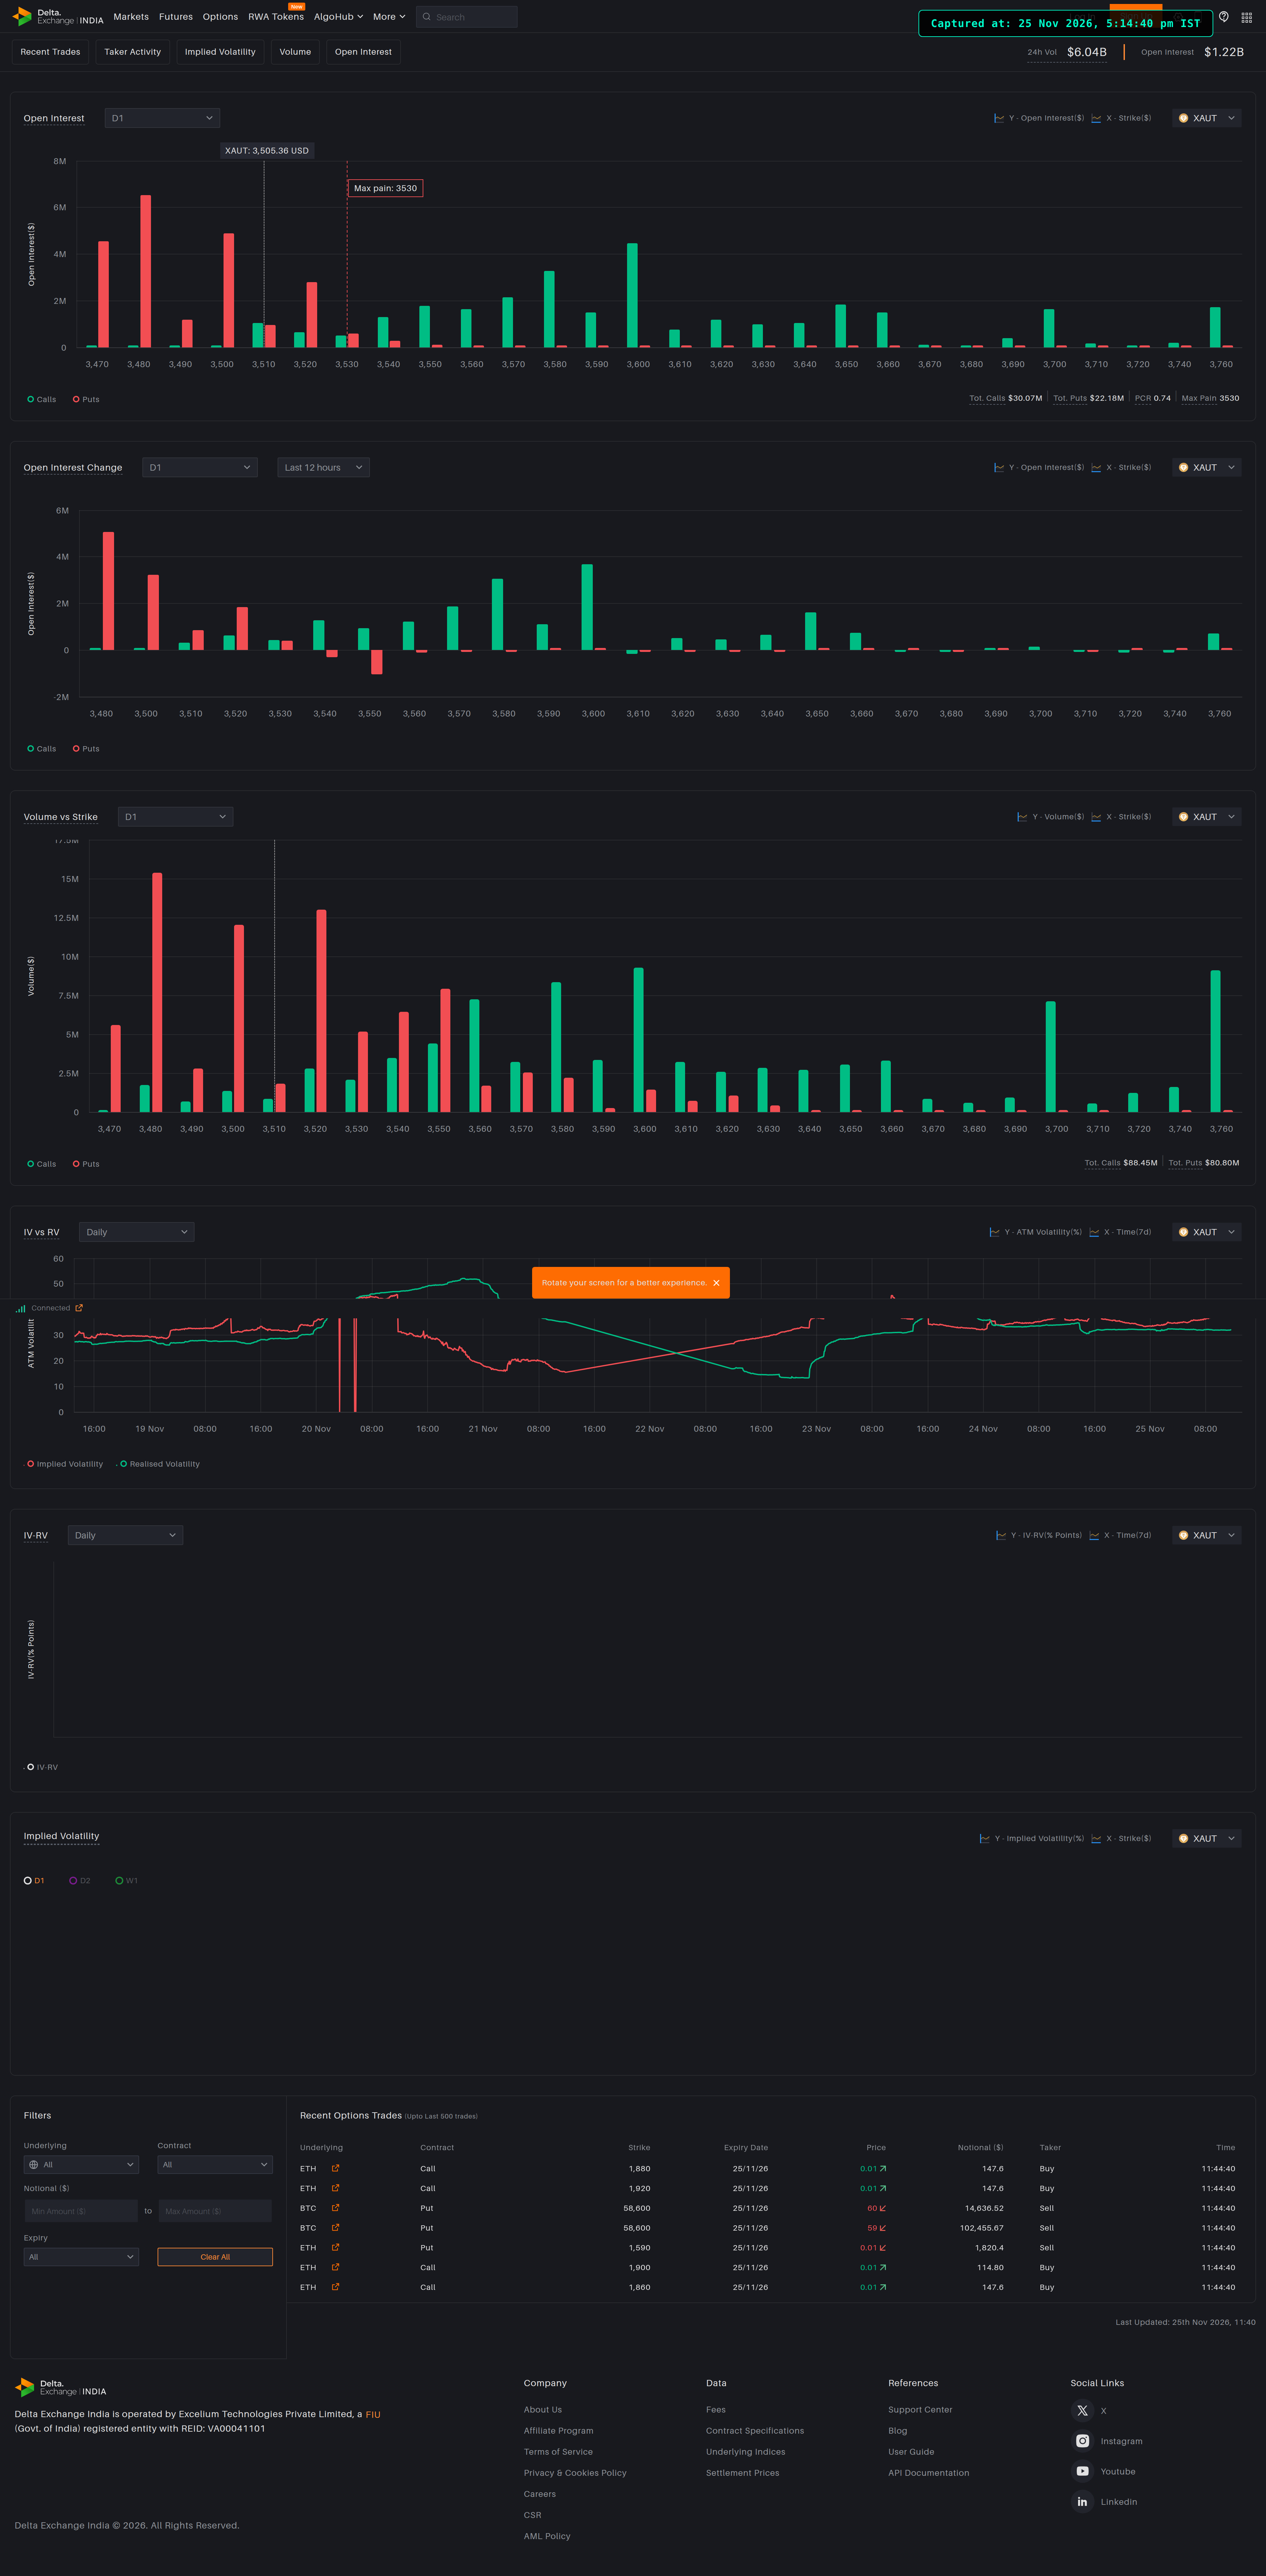 Delta.
Exchange | INDIA
Markets Futures Options RWA Tokens New AlgoHub More Search
Captured at: 25 Nov 2026, 5:14:40 pm IST
Recent Trades Taker Activity Implied Volatility Volume Open Interest
24h Vol $6.04B Open Interest $1.22B
Open Interest D1 Y - Open Interest($) X - Strike($) XAUT
XAUT: 3,505.36 USD
Max pain: 3530
Open Interest($)
8M
6M
4M
2M
0
3,470 3,480 3,490 3,500 3,510 3,520 3,530 3,540 3,550 3,560 3,570 3,580 3,590 3,600 3,610 3,620 3,630 3,640 3,650 3,660 3,670 3,680 3,690 3,700 3,710 3,720 3,740 3,760
Calls Puts
Tot. Calls $30.07M Tot. Puts $22.18M PCR 0.74 Max Pain 3530
Open Interest Change D1 Last 12 hours Y - Open Interest($) X - Strike($) XAUT
Open Interest($)
6M
4M
2M
0
-2M
3,480 3,500 3,510 3,520 3,530 3,540 3,550 3,560 3,570 3,580 3,590 3,600 3,610 3,620 3,630 3,640 3,650 3,660 3,670 3,680 3,690 3,700 3,710 3,720 3,740 3,760
Calls Puts
Volume vs Strike D1 Y - Volume($) X - Strike($) XAUT
Volume($)
17.5M
15M
12.5M
10M
7.5M
5M
2.5M
0
3,470 3,480 3,490 3,500 3,510 3,520 3,530 3,540 3,550 3,560 3,570 3,580 3,590 3,600 3,610 3,620 3,630 3,640 3,650 3,660 3,670 3,680 3,690 3,700 3,710 3,720 3,740 3,760
Calls Puts
Tot. Calls $88.45M Tot. Puts $80.80M
IV vs RV Daily Y - ATM Volatility(%) X - Time(7d) XAUT
60
50
Rotate your screen for a better experience.
Connected
ATM Volatilit
30
20
10
0
16:00 19 Nov 08:00 16:00 20 Nov 08:00 16:00 21 Nov 08:00 16:00 22 Nov 08:00 16:00 23 Nov 08:00 16:00 24 Nov 08:00 16:00 25 Nov 08:00
Implied Volatility Realised Volatility
IV-RV Daily Y - IV-RV(% Points) X - Time(7d) XAUT
IV-RV(% Points)
IV-RV
Implied Volatility Y - Implied Volatility(%) X - Strike($) XAUT
D1 D2 W1
Filters
Underlying Contract
All All
Notional ($)
Min Amount ($) to Max Amount ($)
Expiry
All Clear All
Recent Options Trades (Upto Last 500 trades)
Underlying Contract Strike Expiry Date Price Notional ($) Taker Time
ETH Call 1,880 25/11/26 0.01 147.6 Buy 11:44:40
ETH Call 1,920 25/11/26 0.01 147.6 Buy 11:44:40
BTC Put 58,600 25/11/26 60 14,636.52 Sell 11:44:40
BTC Put 58,600 25/11/26 59 102,455.67 Sell 11:44:40
ETH Put 1,590 25/11/26 0.01 1,820.4 Sell 11:44:40
ETH Call 1,900 25/11/26 0.01 114.80 Buy 11:44:40
ETH Call 1,860 25/11/26 0.01 147.6 Buy 11:44:40
Last Updated: 25th Nov 2026, 11:40
Delta.
Exchange | INDIA
Delta Exchange India is operated by Excelium Technologies Private Limited, a FIU
(Govt. of India) registered entity with REID: VA00041101
Delta Exchange India © 2026. All Rights Reserved.
Company
About Us
Affiliate Program
Terms of Service
Privacy & Cookies Policy
Careers
CSR
AML Policy
Data
Fees
Contract Specifications
Underlying Indices
Settlement Prices
References
Support Center
Blog
User Guide
API Documentation
Social Links
X
Instagram
Youtube
Linkedin